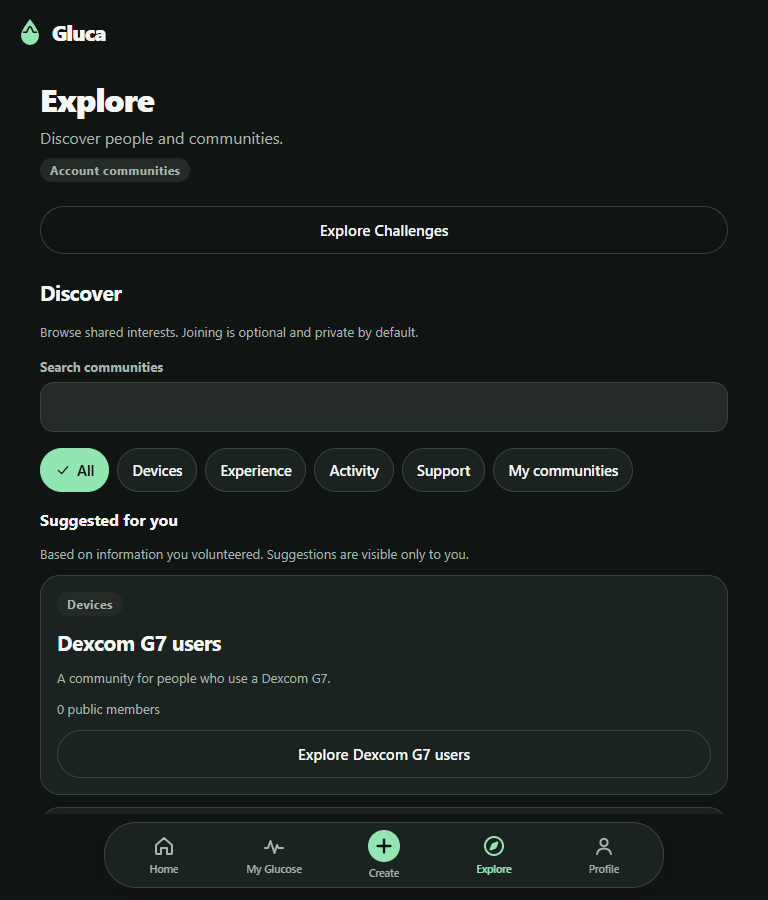 Gluca
Explore
Discover people and communities.
Account communities
Explore Challenges
Discover
Browse shared interests. Joining is optional and private by default.
Search communities
All Devices Experience Activity Support My communities
Suggested for you
Based on information you volunteered. Suggestions are visible only to you.
Devices
Dexcom G7 users
A community for people who use a Dexcom G7.
0 public members
Explore Dexcom G7 users
Home My Glucose Create Explore Profile